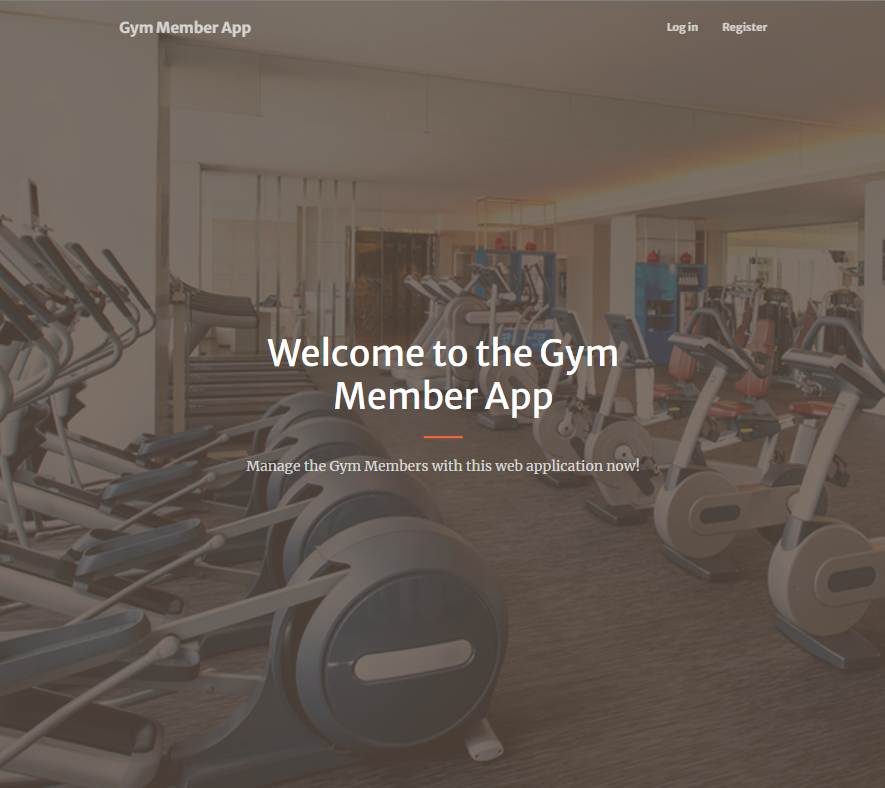 Gym Member App
Log in
Register
Welcome to the Gym
Member App
Manage the Gym Members with this web application now!